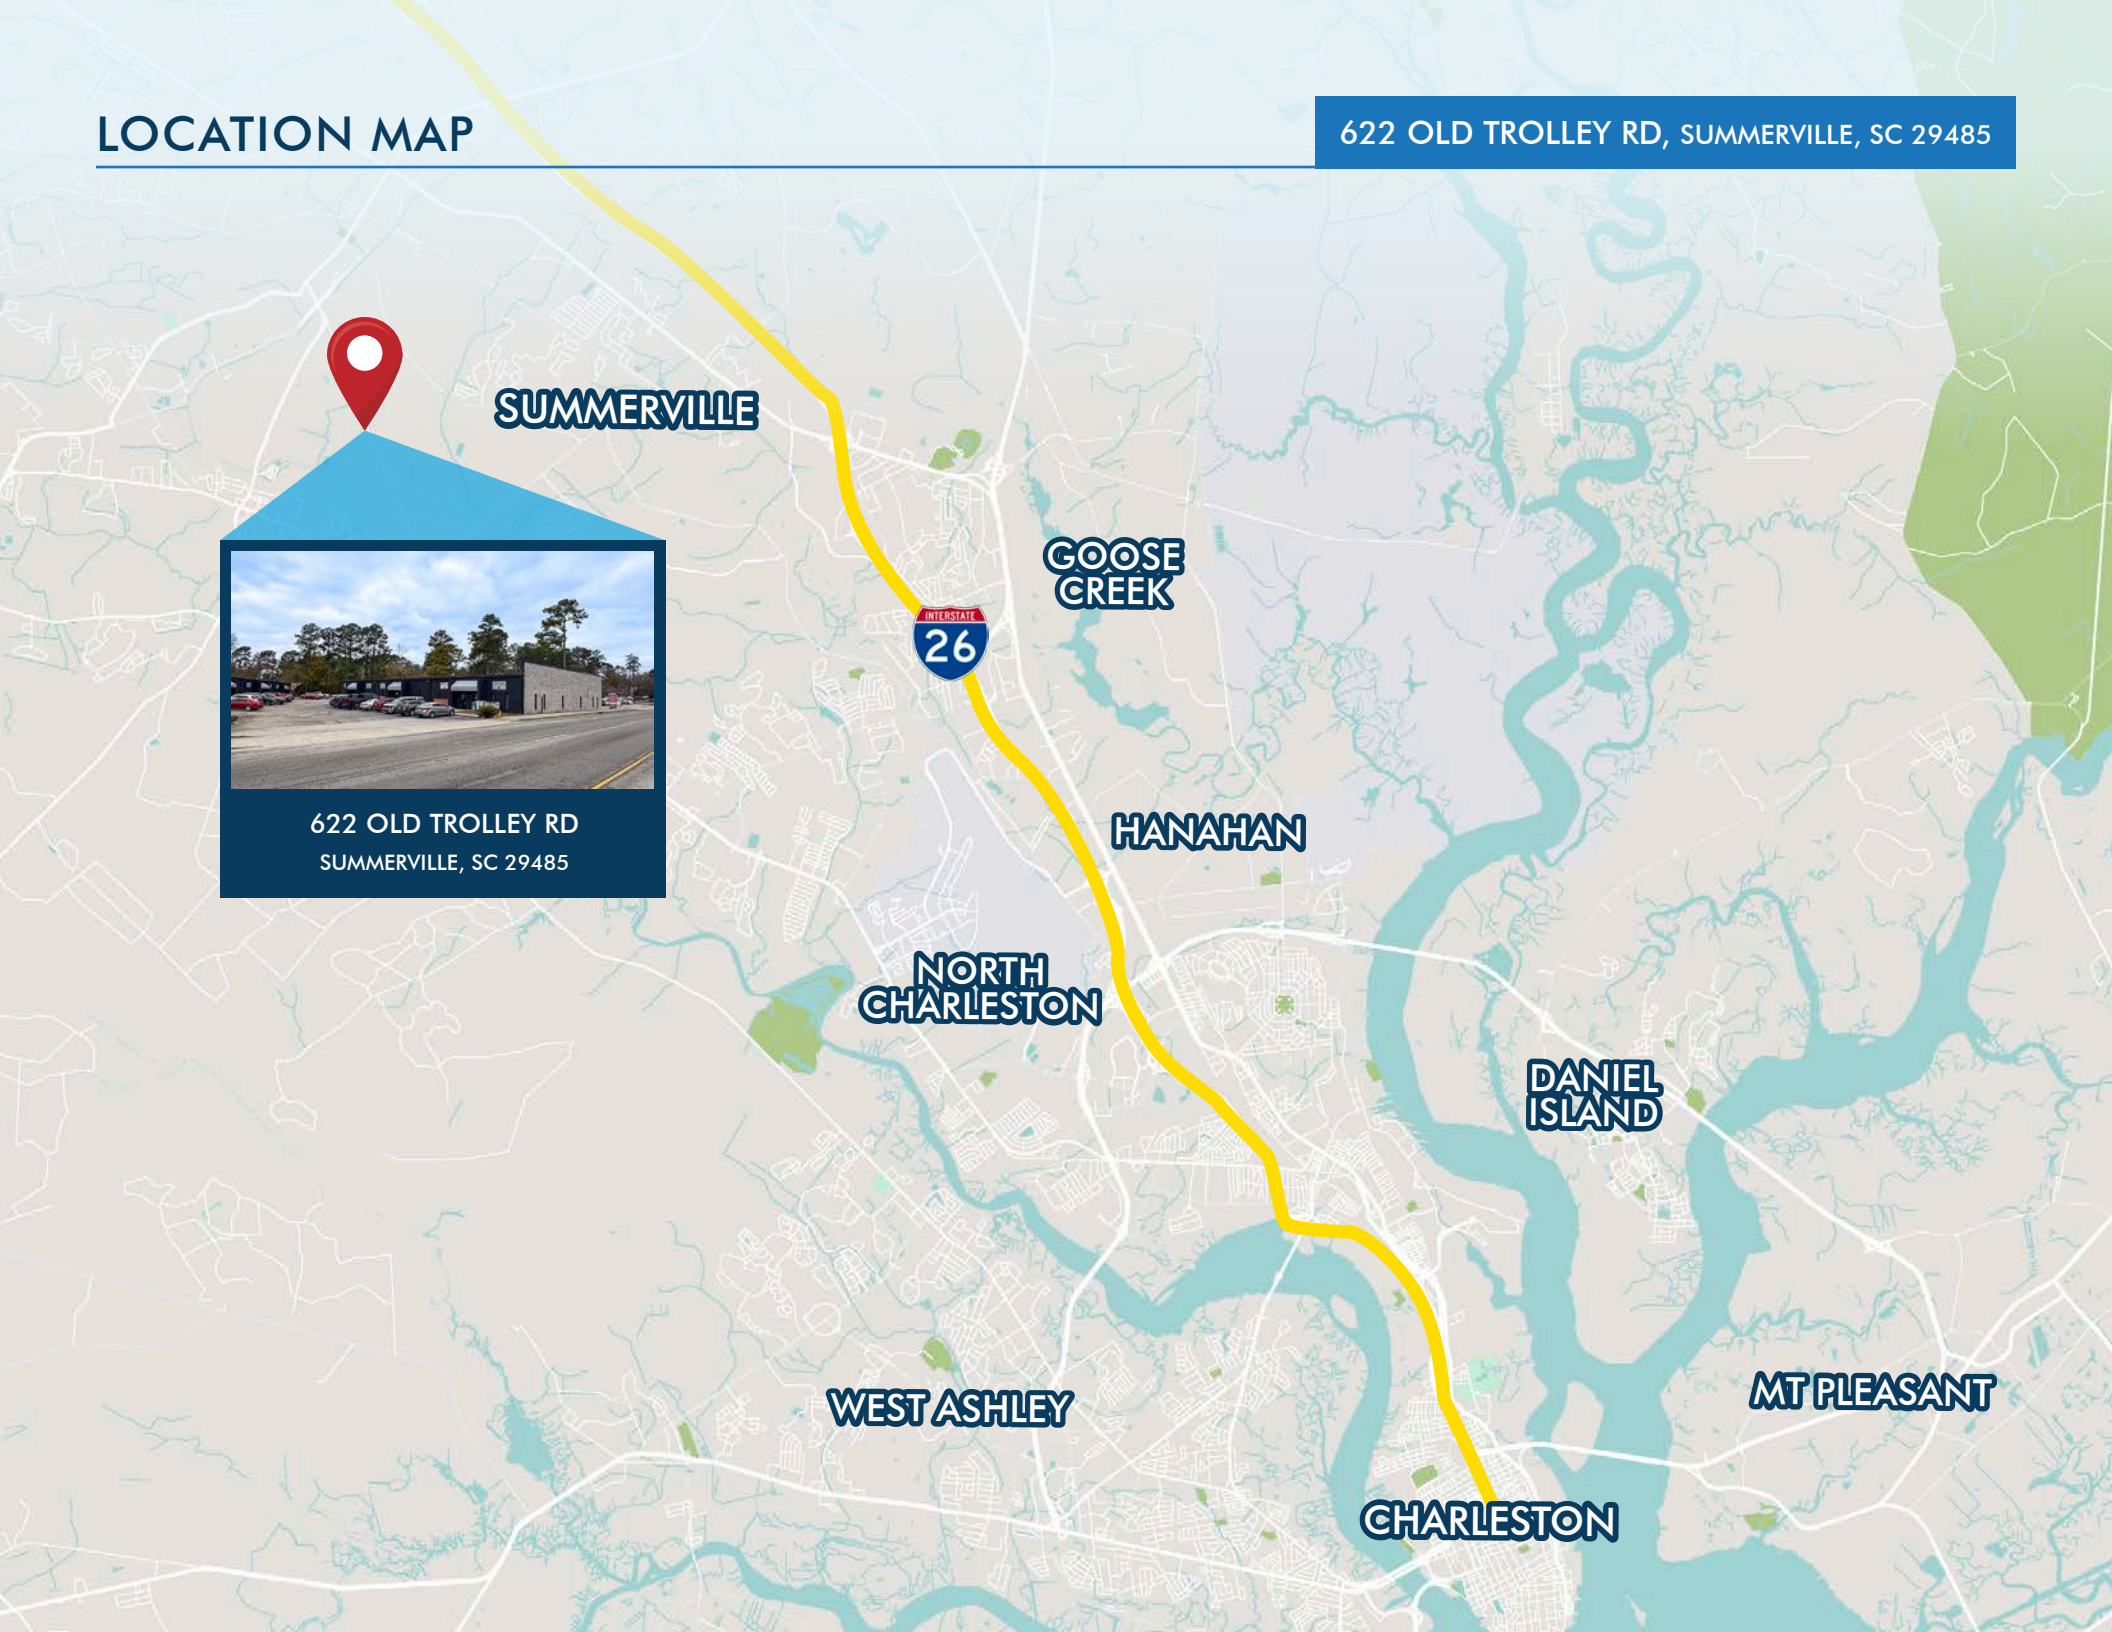 LOCATION MAP
622 OLD TROLLEY RD, SUMMERVILLE, SC 29485
SUMMERVILLE
GOOSE
CREEK
INTERSTATE
26
622 OLD TROLLEY RD
SUMMERVILLE, SC 29485
HANAHAN
NORTH
CHARLESTON
DANIEL
ISLAND
WEST ASHLEY
MT PLEASANT
CHARLESTON